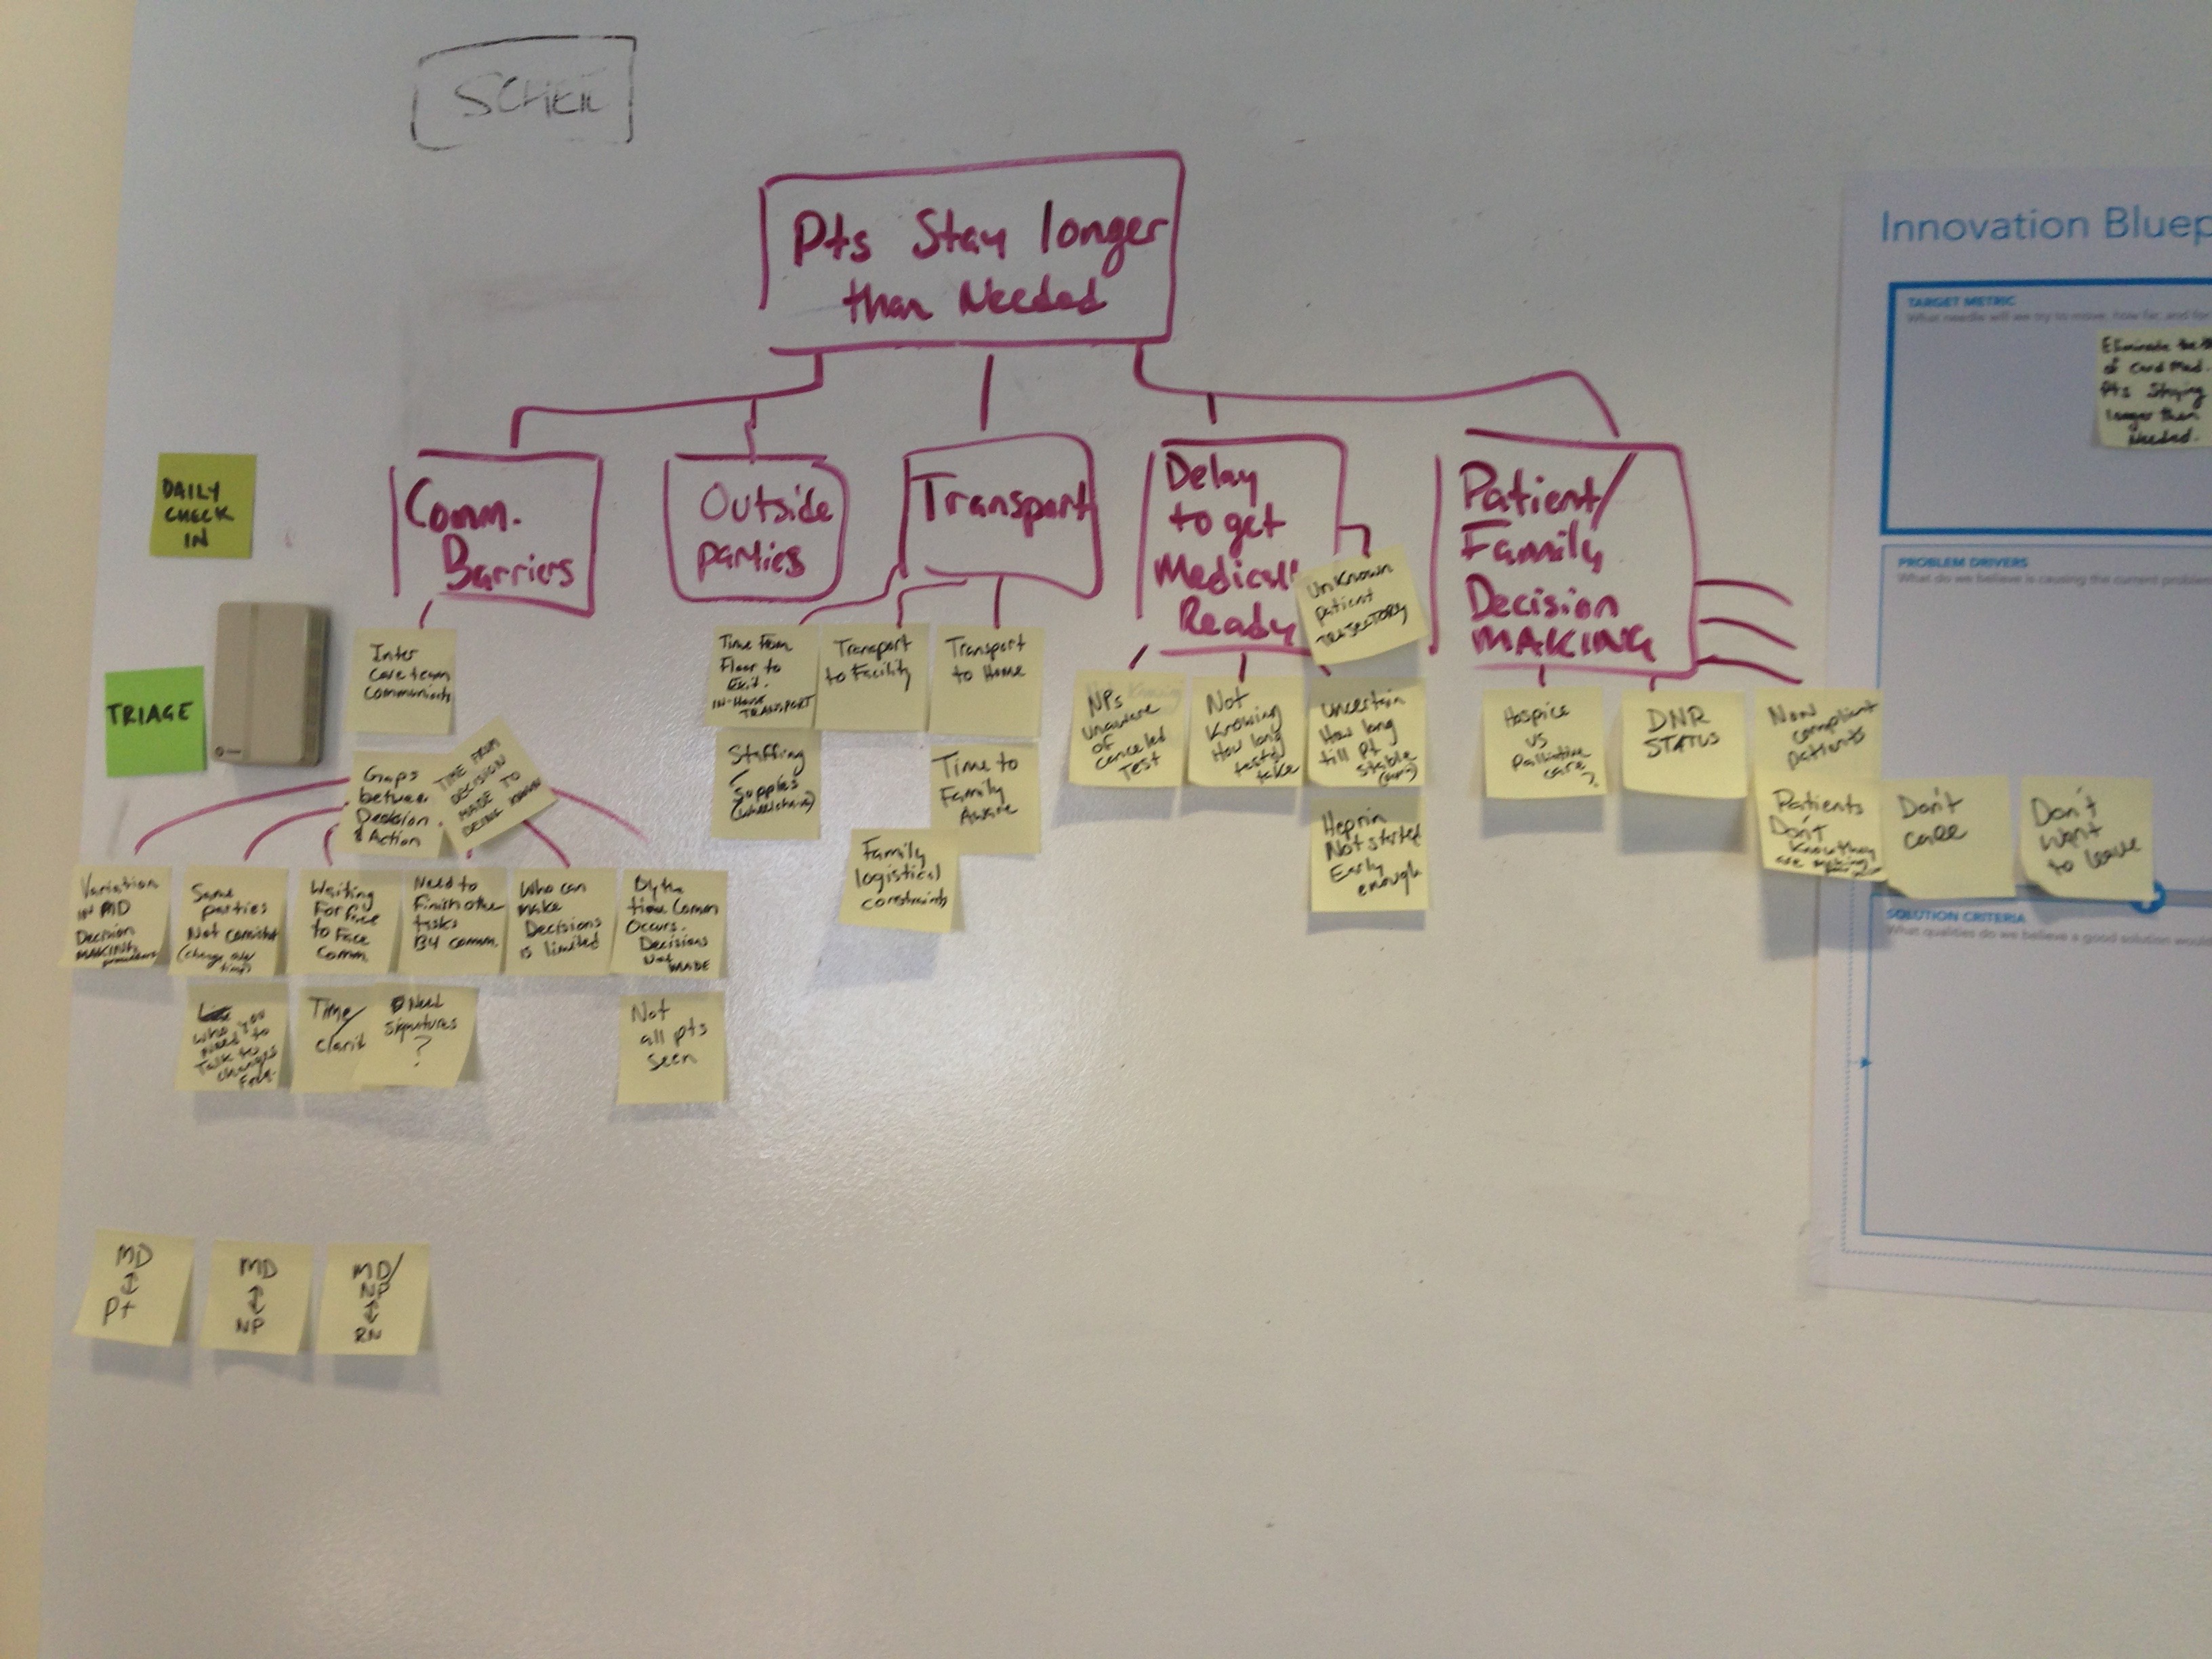 Pts Stay longer
than Needed
Innovation Bluep
TARGET METRIC
What needle will we try to move, how far, and for
Eliminate the
of Card Med.
Pts Staying
longer than
Needed.
Comm.
Barriers
Outside
parties
Transport
Delay
to get
Medically
Ready
Patient/
Family
Decision
MAKING
PROBLEM DRIVERS
What do we believe is causing the current proble
DAILY
CHECK
IN
TRIAGE
Inter
Care team
Time from
Floor to
Exit.
IN-House
TRANSPORT
Transport
to Facility
Transport
to Home
Unknown
patient
TRAJECTORY
NPs
unaware
of
canceled
Test
Not
Knowing
How long
tests
take
Uncertain
How long
till pt
stable
Hospice
vs
Palliative
care?
DNR
STATUS
Non
compliant
patients
Gaps
between
Decision
& Action
TIME FROM
DECISION
MADE TO
BEING KNOWN
Staffing
Supplies
(wheelchairs)
Time to
Family
Aware
Family
logistical
constraints
Heprin
Not started
Early
enough
Patients
Don't
Know they
are making
Don't
care
Don't
Want
to leave
SOLUTION CRITERIA
What qualities do we believe a good solution would
Variation
IN MD
Decision
MAKING
Same
parties
Not consistent
(change over
time)
Waiting
For face
to Face
Comm.
Need to
Finish other
tasks
B4 comm.
Who can
make
Decisions
is limited
By the
time Comm
Occurs.
Decisions
Not
MADE
Who you
need to
Talk to
changes
Freq.
Time/
Need
signatures
?
Not
all pts
seen
MD
↕
Pt
MD
↕
NP
MD/
NP
↕
RN